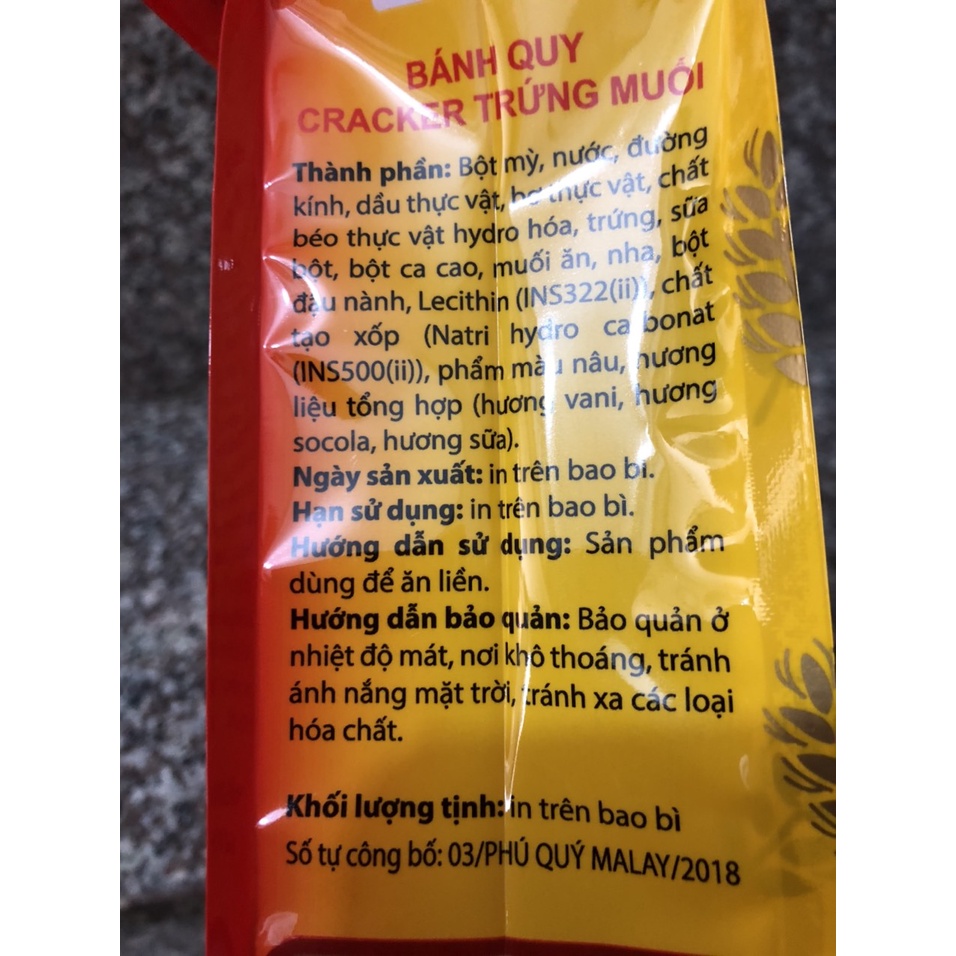 BÁNH QUY
CRACKER TRỨNG MUỐI
Thành phần: Bột mỳ, nước, đường
kính, dầu thực vật, bơ thực vật, chất
béo thực vật hydro hóa, trứng, sữa
bột, bột ca cao, muối ăn, nha, bột
đậu nành, Lecithin (INS322(ii)), chất
tạo xốp (Natri hydro cacbonat
(INS500(ii)), phẩm màu nâu, hương
liệu tổng hợp (hương vani, hương
socola, hương sữa).
Ngày sản xuất: in trên bao bì.
Hạn sử dụng: in trên bao bì.
Hướng dẫn sử dụng: Sản phẩm
dùng để ăn liền.
Hướng dẫn bảo quản: Bảo quản ở
nhiệt độ mát, nơi khô thoáng, tránh
ánh nắng mặt trời, tránh xa các loại
hóa chất.
Khối lượng tịnh: in trên bao bì
Số tự công bố: 03/PHÚ QUÝ MALAY/2018